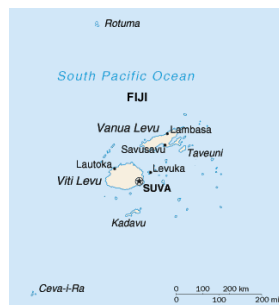 Rotuma
South Pacific Ocean
FIJI
Vanua Levu
Lambasa
Savusavu
Taveuni
Lautoka
Levuka
Viti Levu
SUVA
Kadavu
Ceva-i-Ra
0 100 200 km
0 100 200 mi